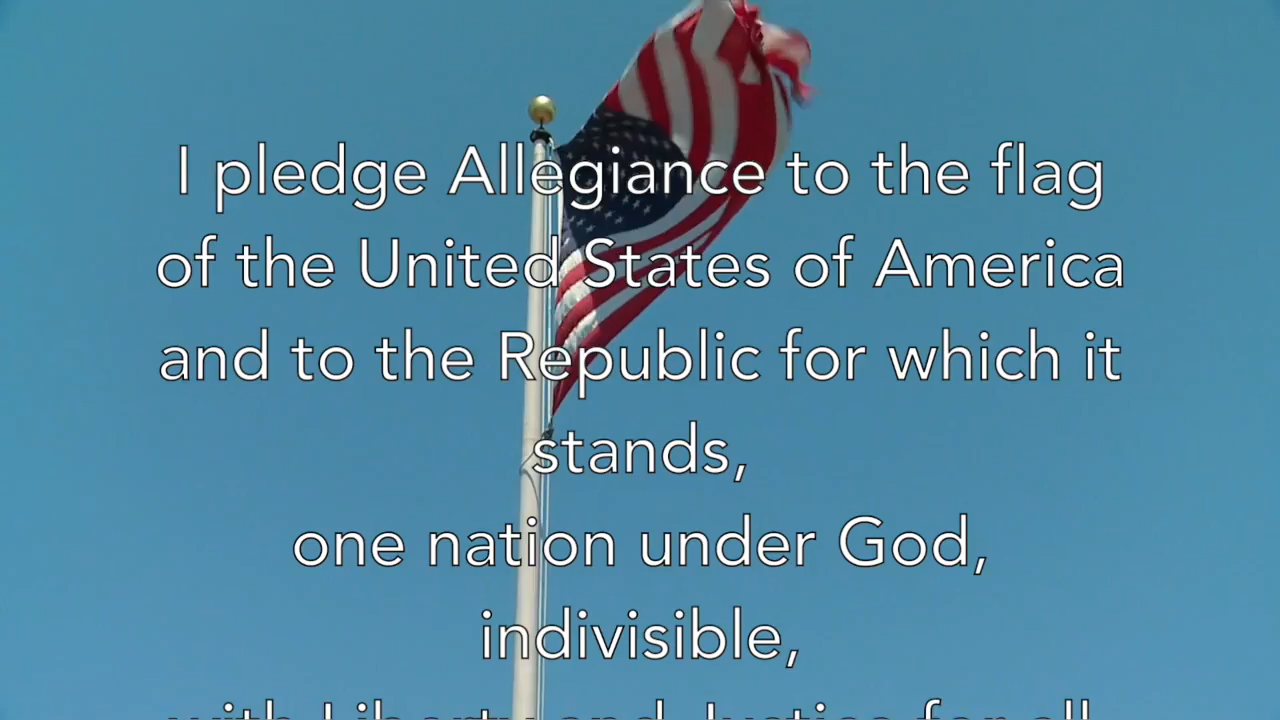 I pledge Allegiance to the flag
of the United States of America
and to the Republic for which it
stands,
one nation under God,
indivisible,
with Liberty and Justice for all